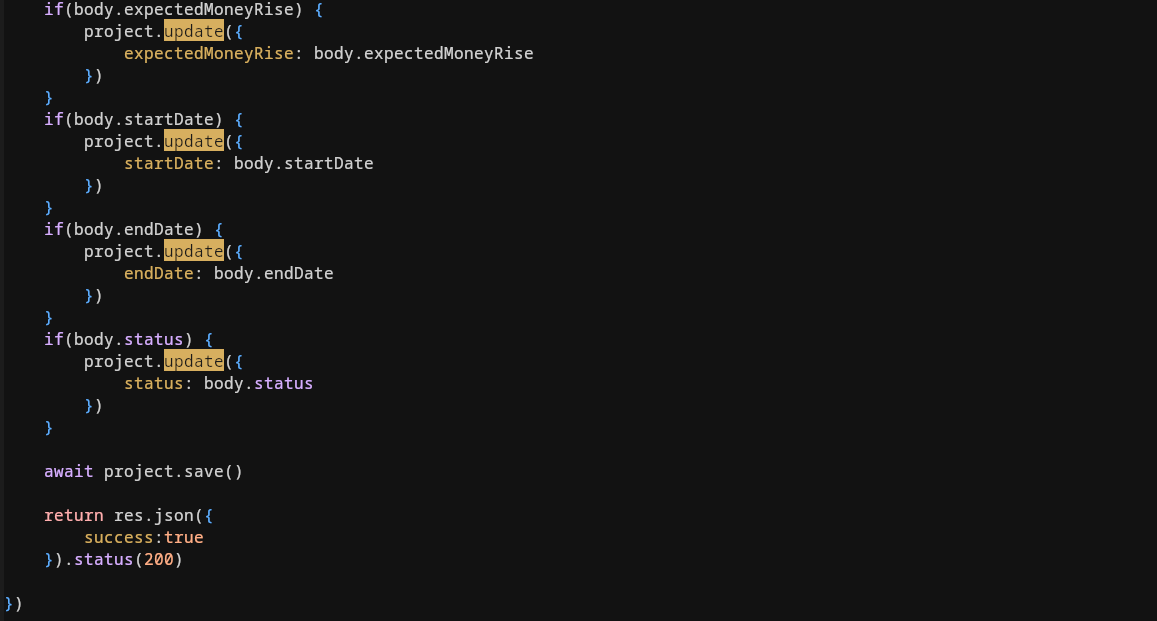 if(body.expectedMoneyRise) {
project.update({
expectedMoneyRise: body.expectedMoneyRise
})
}
if(body.startDate) {
project.update({
startDate: body.startDate
})
}
if(body.endDate) {
project.update({
endDate: body.endDate
})
}
if(body.status) {
project.update({
status: body.status
})
}
await project.save()
return res.json({
success:true
}).status(200)
})